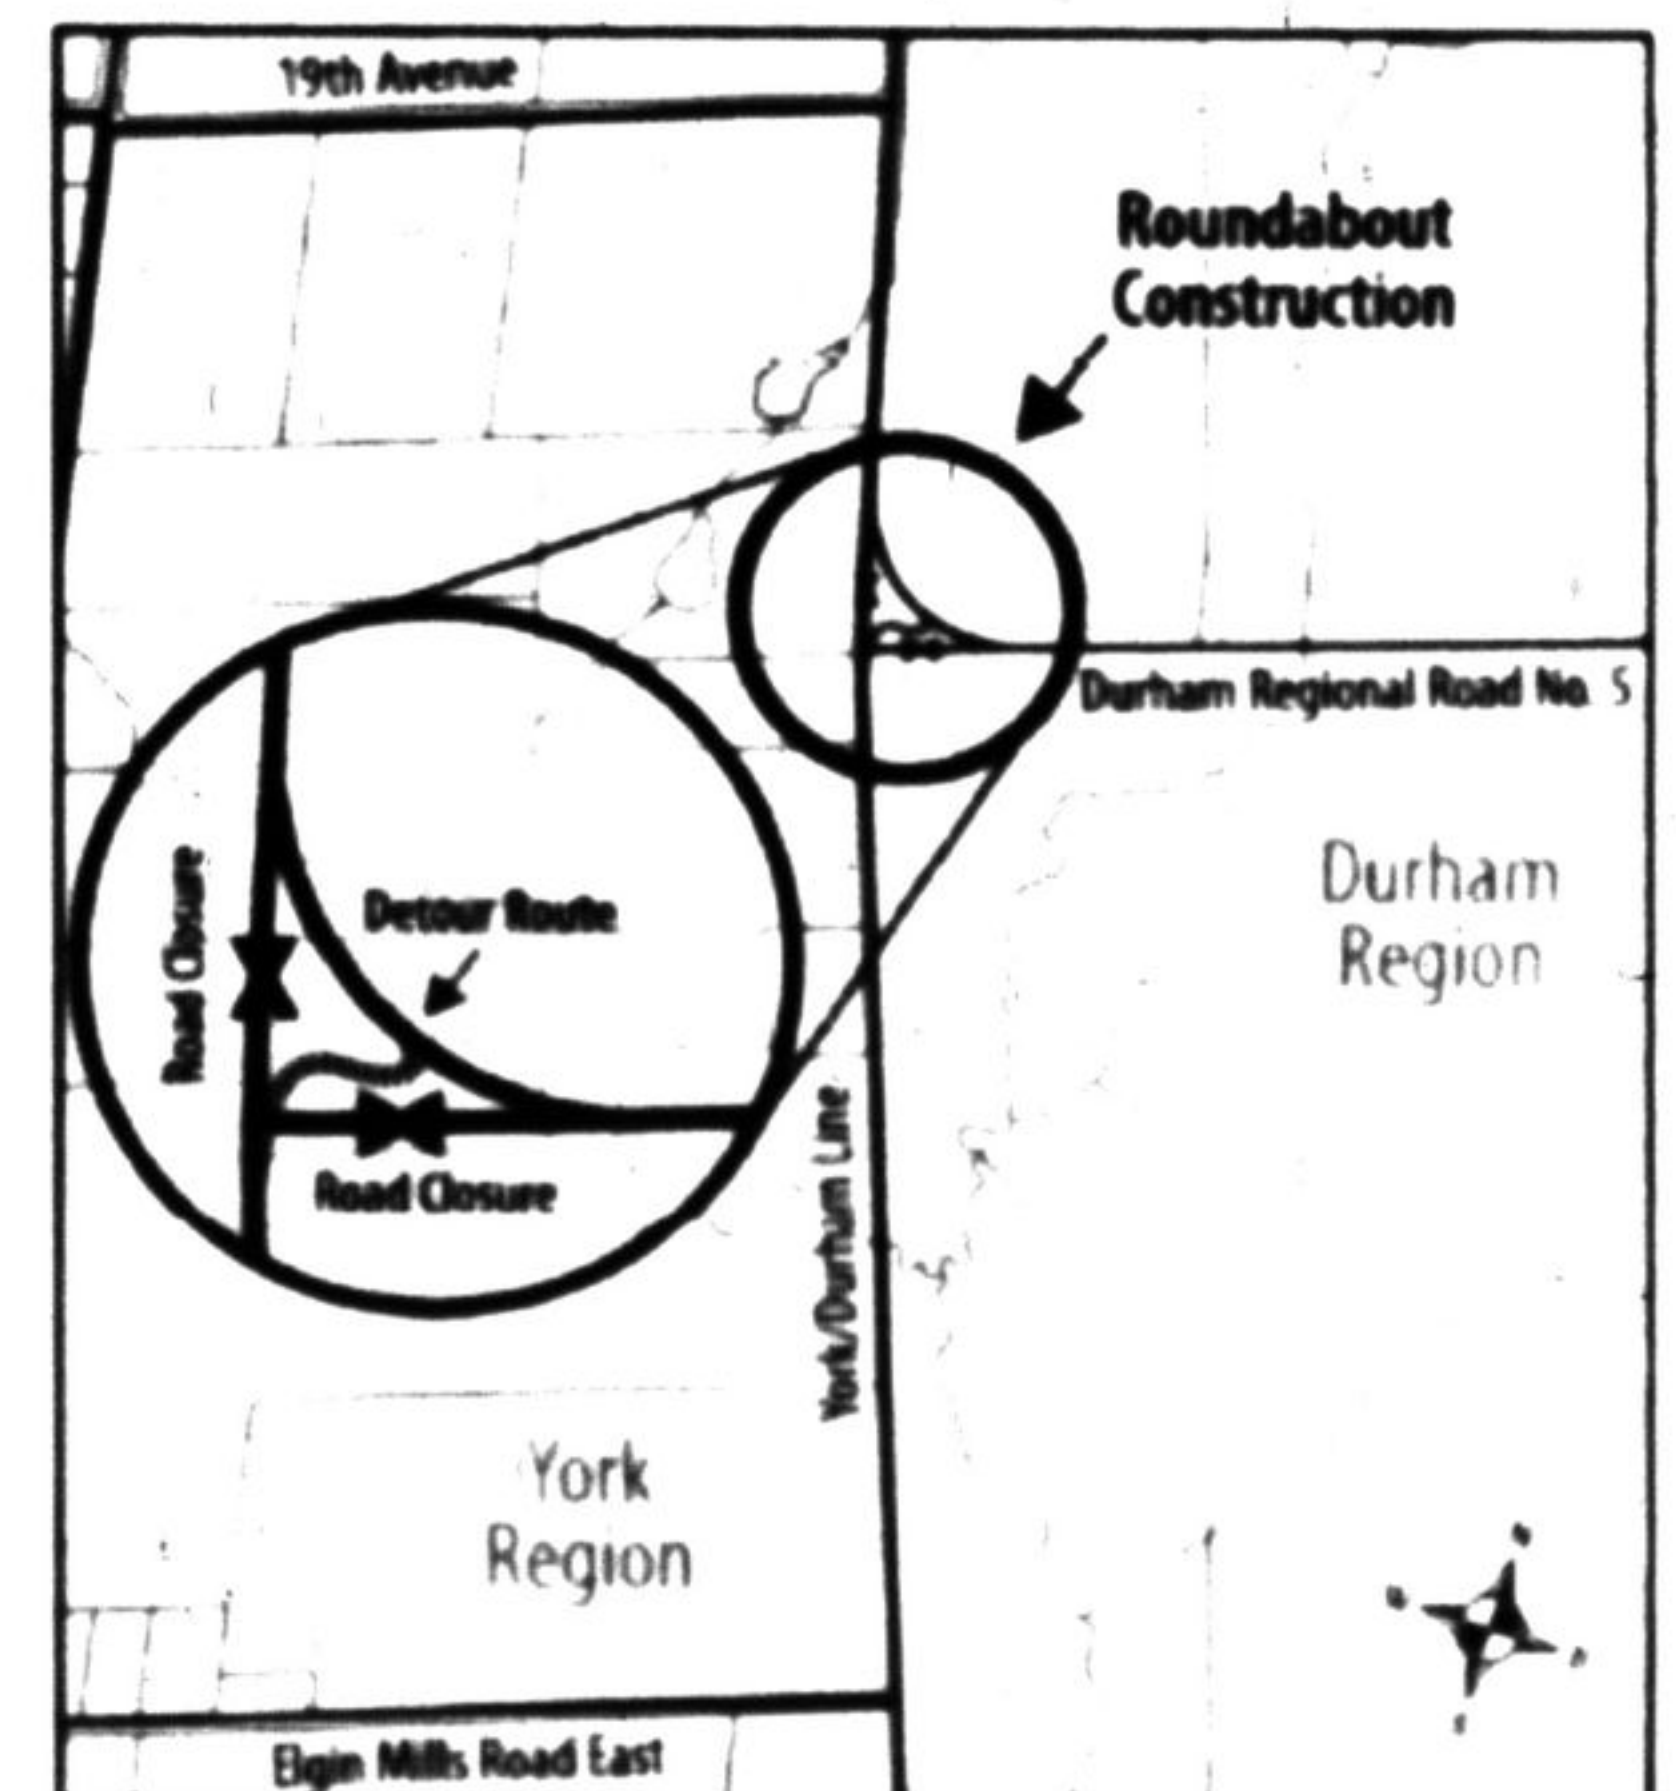 19th Avenue
Roundabout
Construction
Durham Regional Road No. 5
Durham
Region
Road Closure
Detour Route
Road Closure
York/Durham Line
York
Region
Elgin Mills Road East